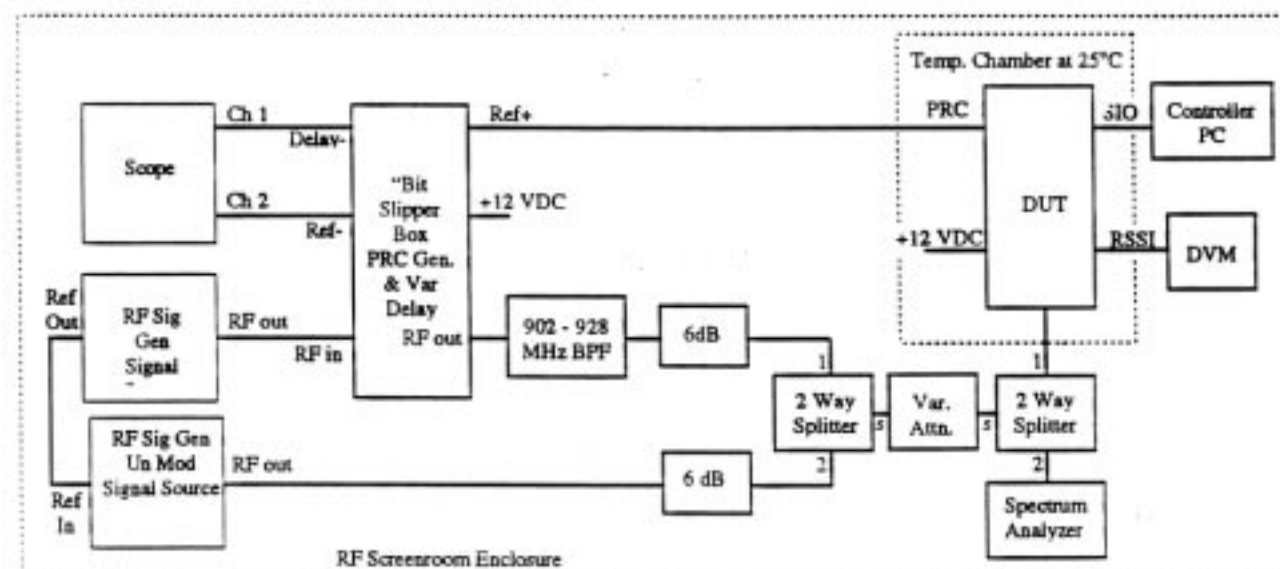 Temp. Chamber at 25°C
Scope
Ch 1
Delay-
Ch 2
Ref-
"Bit
Slipper
Box
PRC Gen.
& Var
Delay
Ref+
+12 VDC
PRC
SIO
DUT
+12 VDC
RSSI
Controller
PC
DVM
Ref
Out
RF Sig
Gen
Signal
RF out
RF in
RF out
902 - 928
MHz BPF
6dB
1
2 Way
Splitter
s
2
Var.
Attn.
s
1
2 Way
Splitter
2
RF Sig Gen
Un Mod
Signal Source
RF out
6 dB
Ref
In
Spectrum
Analyzer
RF Screenroom Enclosure